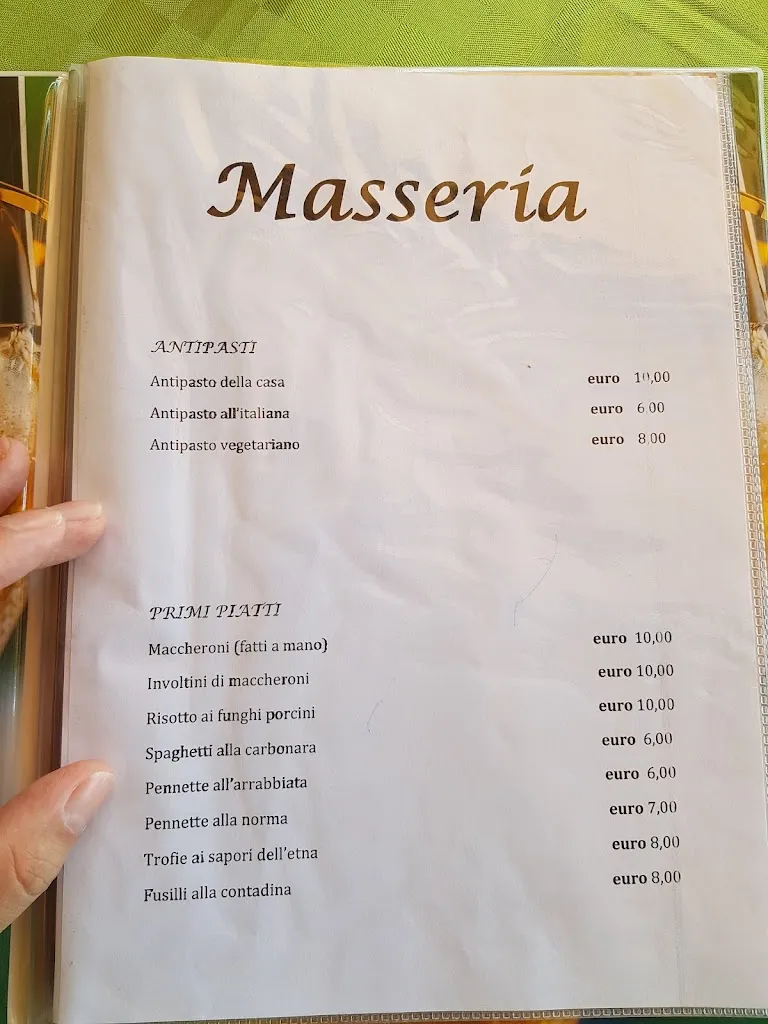 Masseria
ANTIPASTI
Antipasto della casa euro 10,00
Antipasto all'italiana euro 6,00
Antipasto vegetariano euro 8,00
PRIMI PIATTI
Maccheroni (fatti a mano) euro 10,00
Involtini di maccheroni euro 10,00
Risotto ai funghi porcini euro 10,00
Spaghetti alla carbonara euro 6,00
Pennette all'arrabbiata euro 6,00
Pennette alla norma euro 7,00
Trofie ai sapori dell'etna euro 8,00
Fusilli alla contadina euro 8,00